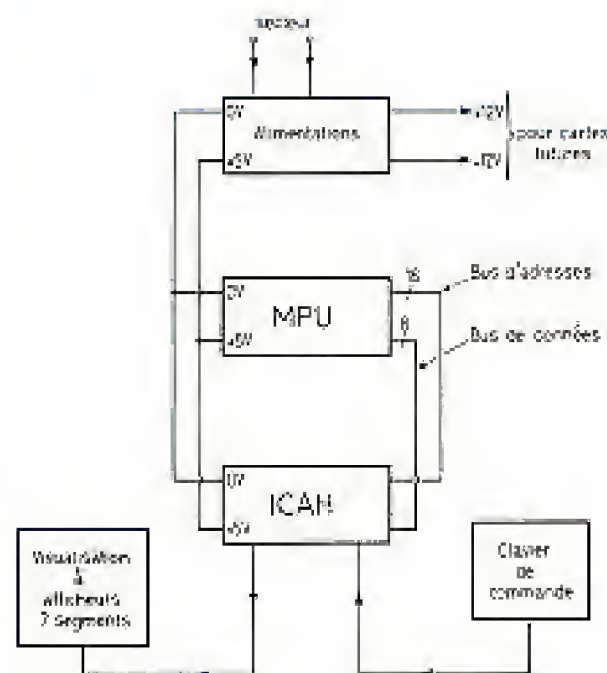 0V
Alimentations
+5V
+12V
-12V
pour cartes
futures
0V
MPU
+5V
16
8
Bus d'adresses
Bus de données
0V
ICAH
+5V
Visualisation
4
afficheurs
7 segments
Clavier
de
commande